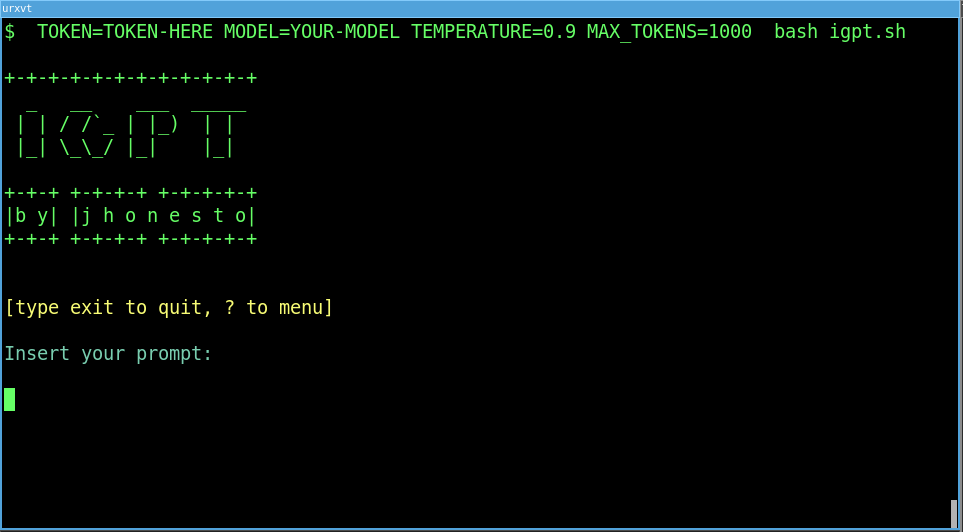 urxvt
$  TOKEN=TOKEN-HERE MODEL=YOUR-MODEL TEMPERATURE=0.9 MAX_TOKENS=1000  bash igpt.sh
+-+-+-+-+-+-+-+-+-+-+-+
  _   __    ___  _____
 | | / /`_ | |_)  | |
 |_| \_\_/ |_|    |_|
+-+-+ +-+-+-+ +-+-+-+-+
|b y| |j h o n e s t o|
+-+-+ +-+-+-+ +-+-+-+-+
[type exit to quit, ? to menu]
Insert your prompt: